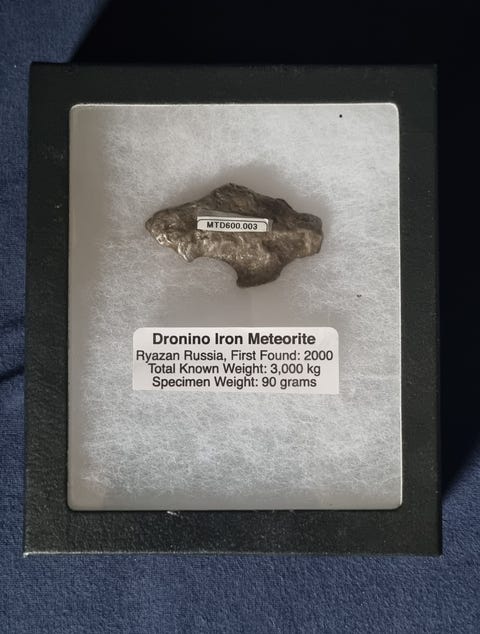 MTD600.003
Dronino Iron Meteorite
Ryazan Russia, First Found: 2000
Total Known Weight: 3,000 kg
Specimen Weight: 90 grams